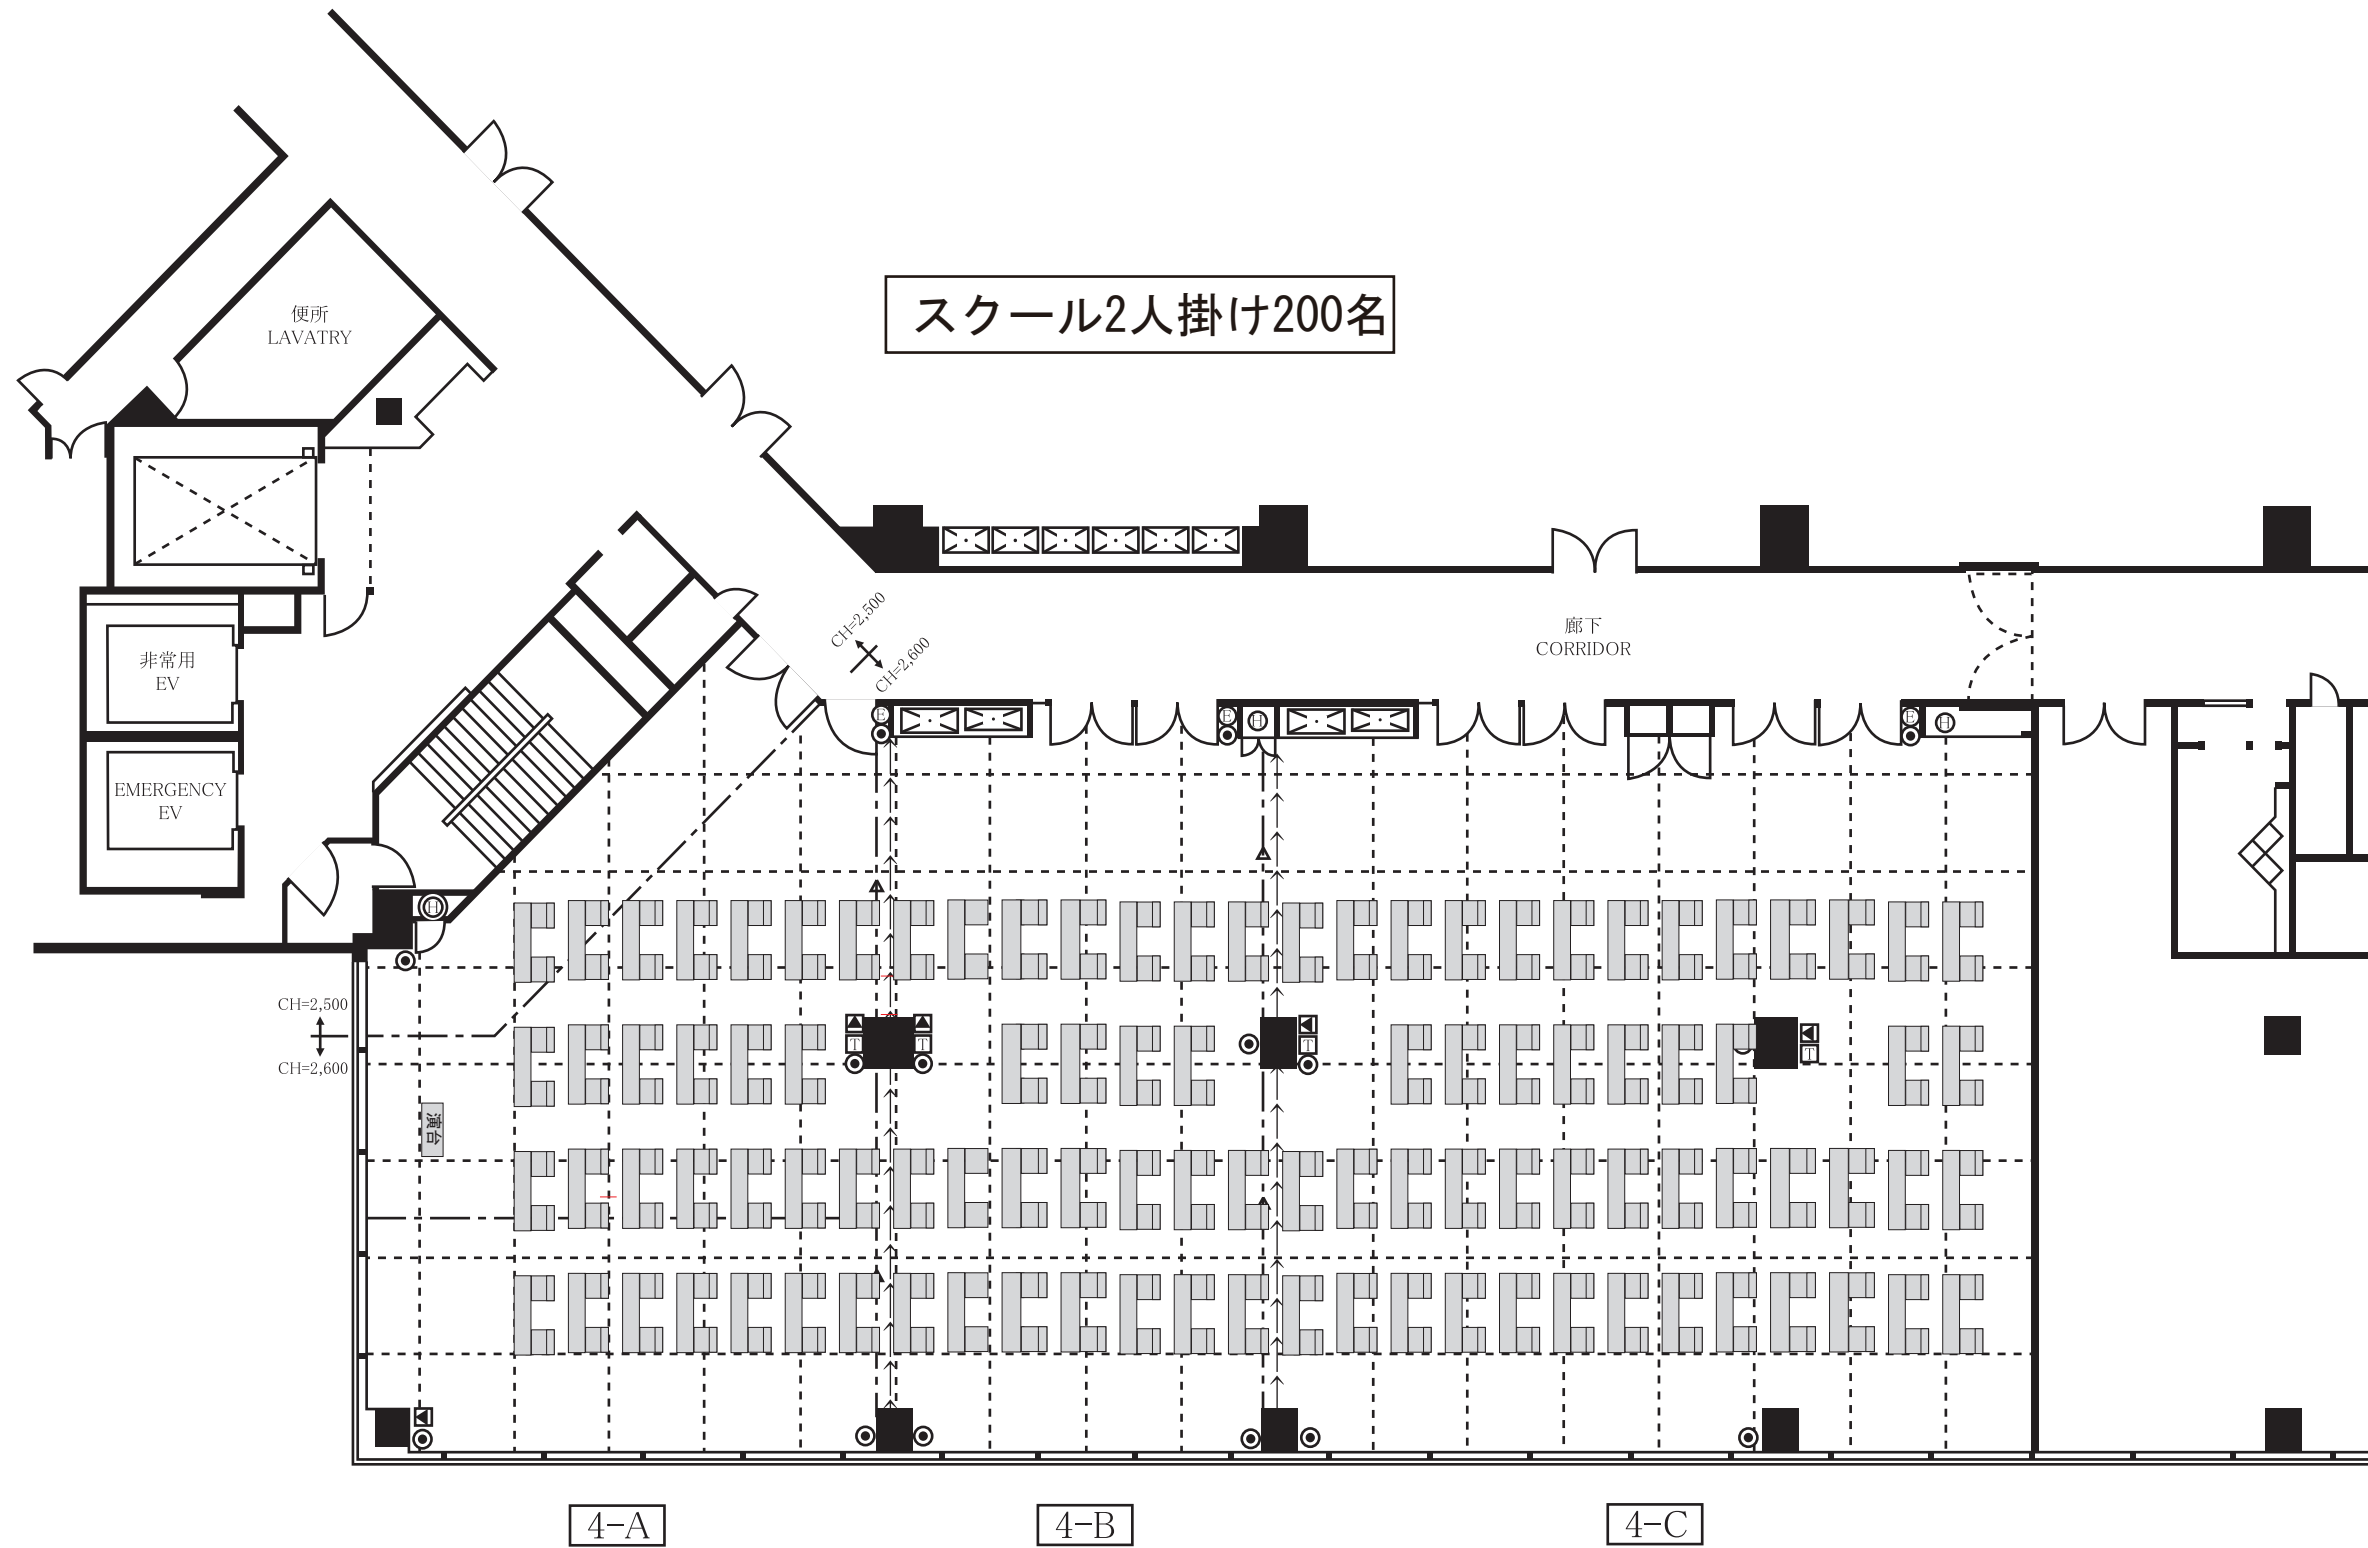 スクール2人掛け200名
便所
LAVATRY
非常用
EV
EMERGENCY
EV
CH=2,500
CH=2,600
廊下
CORRIDOR
E
E
H
E
H
H
CH=2,500
CH=2,600
T
T
T
T
演台
4-A
4-B
4-C